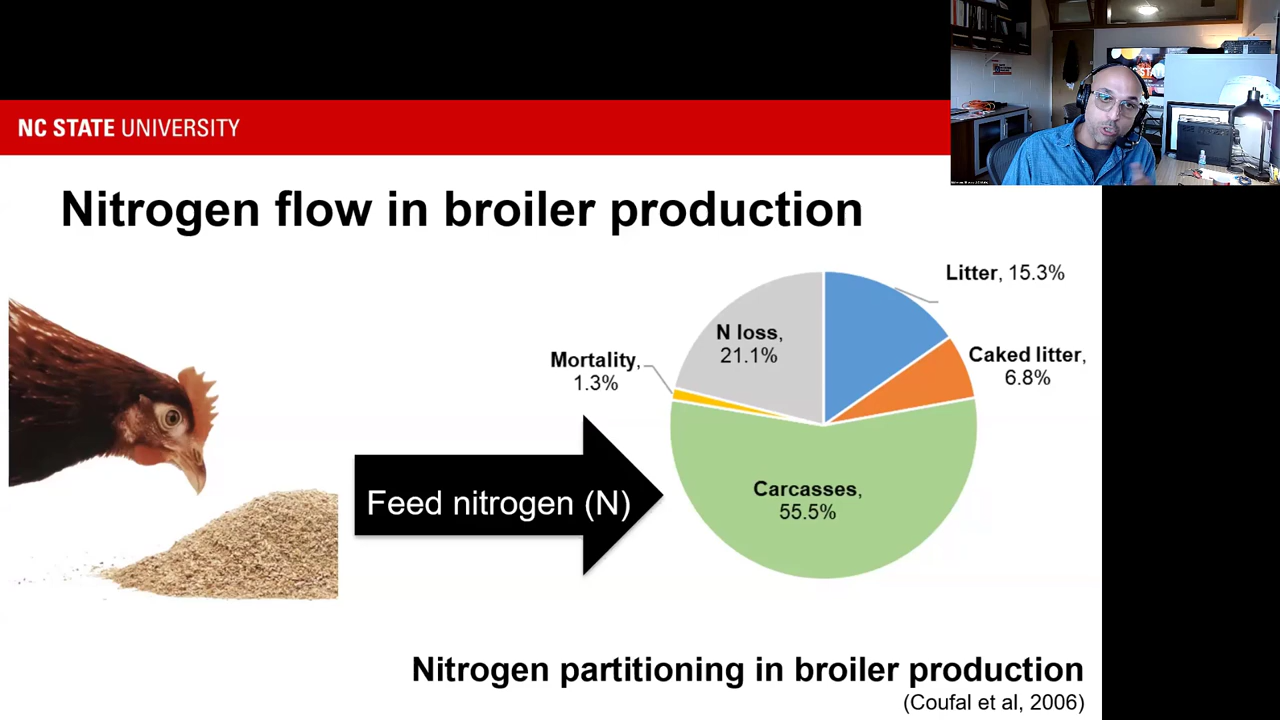 NC STATE UNIVERSITY
Nitrogen flow in broiler production
Litter, 15.3%
N loss,
21.1%
Caked litter,
6.8%
Mortality,
1.3%
Carcasses,
55.5%
Feed nitrogen (N)
Nitrogen partitioning in broiler production
(Coufal et al, 2006)